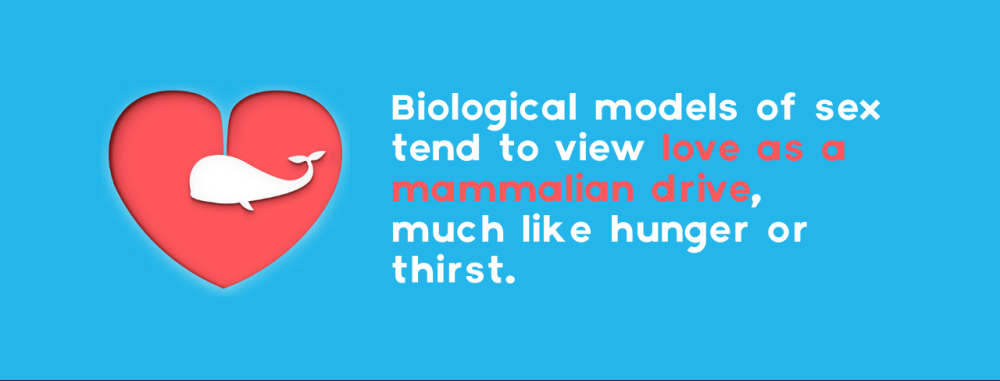 Biological models of sex
tend to view love as a
mammalian drive,
much like hunger or
thirst.